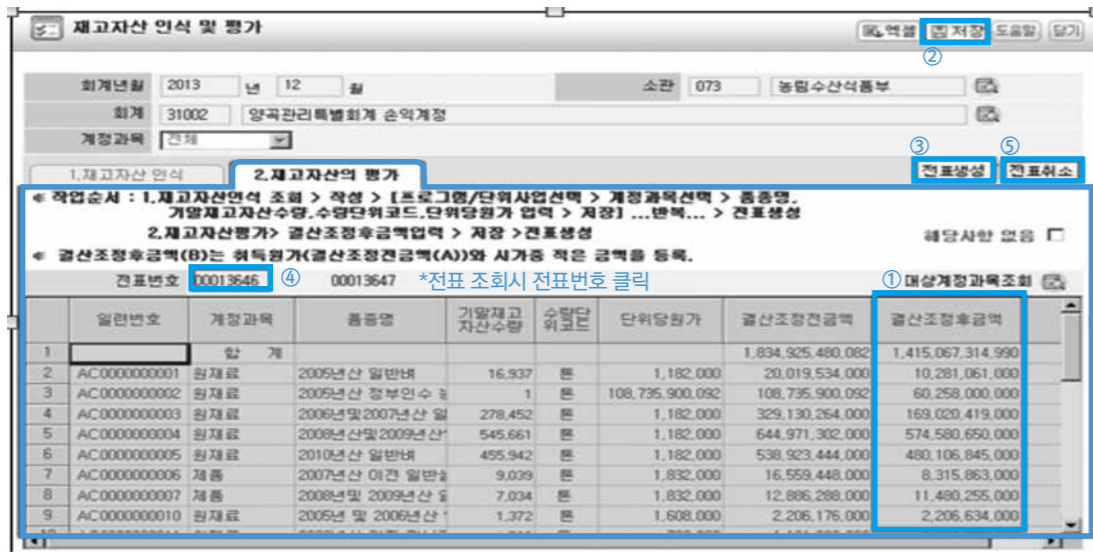 재고자산 인식 및 평가
엑셀 저장 도움말 닫기
②
회계년월 2013 년 12 월 소관 073 농림수산식품부
회계 31002 양곡관리특별회계 손익계정
계정과목 전체
③ ⑤
1.재고자산 인식 2.재고자산의 평가 전표생성 전표취소
작업순서 : 1.재고자산인식 조회 > 작성 > [프로그램/단위사업선택 > 계정과목선택 > 품종명,
기말재고자산수량,수량단위코드,단위당원가 입력 > 저장] ...반복... > 전표생성
2.재고자산평가> 결산조정후금액입력 > 저장 >전표생성 해당사항 없음
결산조정후금액(B)는 취득원가(결산조정전금액(A))와 시가중 적은 금액을 등록.
전표번호 00013646 ④ 00013647 *전표 조회시 전표번호 클릭 ① 대상계정과목조회
일련번호 계정과목 품종명 기말재고자산수량 수량단위코드 단위당원가 결산조정전금액 결산조정후금액
1 합 계 1,834,925,480,082 1,415,067,314,990
2 AC0000000001 원재료 2005년산 일반벼 16,937 톤 1,182,000 20,019,534,000 10,281,061,000
3 AC0000000002 원재료 2005년산 정부인수 1 톤 108,735,900,092 108,735,900,092 60,258,000,000
4 AC0000000003 원재료 2006년및2007년산 일 278,452 톤 1,182,000 329,130,264,000 169,020,419,000
5 AC0000000004 원재료 2008년산및2009년산 545,661 톤 1,182,000 644,971,302,000 574,580,650,000
6 AC0000000005 원재료 2010년산 일반벼 455,942 톤 1,182,000 538,923,444,000 480,106,845,000
7 AC0000000006 제품 2007년산 이전 일반 9,039 톤 1,832,000 16,559,448,000 8,315,863,000
8 AC0000000007 제품 2008년및 2009년산 7,034 톤 1,832,000 12,886,288,000 11,480,255,000
9 AC0000000010 원재료 2005년 및 2006년산 1,372 톤 1,608,000 2,206,176,000 2,206,634,000